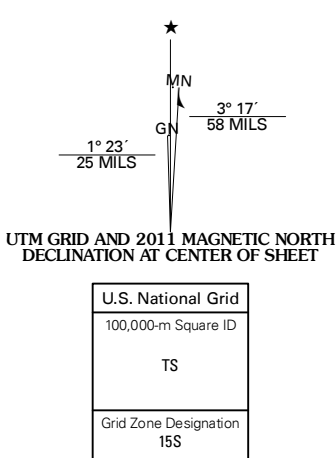 ★
MN
3° 17´
58 MILS
GN
1° 23´
25 MILS
UTM GRID AND 2011 MAGNETIC NORTH
DECLINATION AT CENTER OF SHEET
U.S. National Grid
100,000-m Square ID
TS
Grid Zone Designation
15S